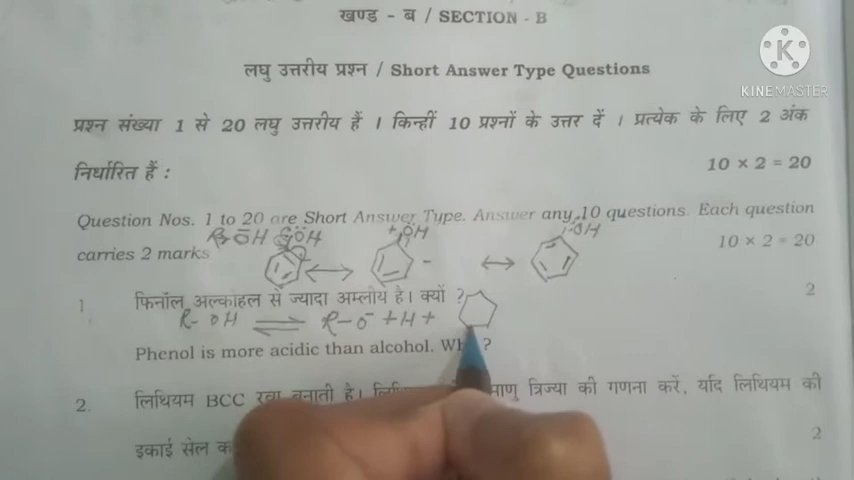 खण्ड - ब / SECTION - B
K
KINEMASTER
लघु उत्तरीय प्रश्न / Short Answer Type Questions
प्रश्न संख्या 1 से 20 लघु उत्तरीय हैं । किन्हीं 10 प्रश्नों के उत्तर दें । प्रत्येक के लिए 2 अंक
निर्धारित हैं : 10 × 2 = 20
Question Nos. 1 to 20 are Short Answer Type. Answer any 10 questions. Each question
carries 2 marks 10 × 2 = 20
1 फिनॉल अल्कोहल से ज्यादा अम्लीय है। क्यों ? 2
R- OH ⇌ R-O⁻ + H+
Phenol is more acidic than alcohol. ?
2. लिथियम BCC रवा बनाती है। त्रिज्या की गणना करें, यदि लिथियम की
इकाई सेल 2